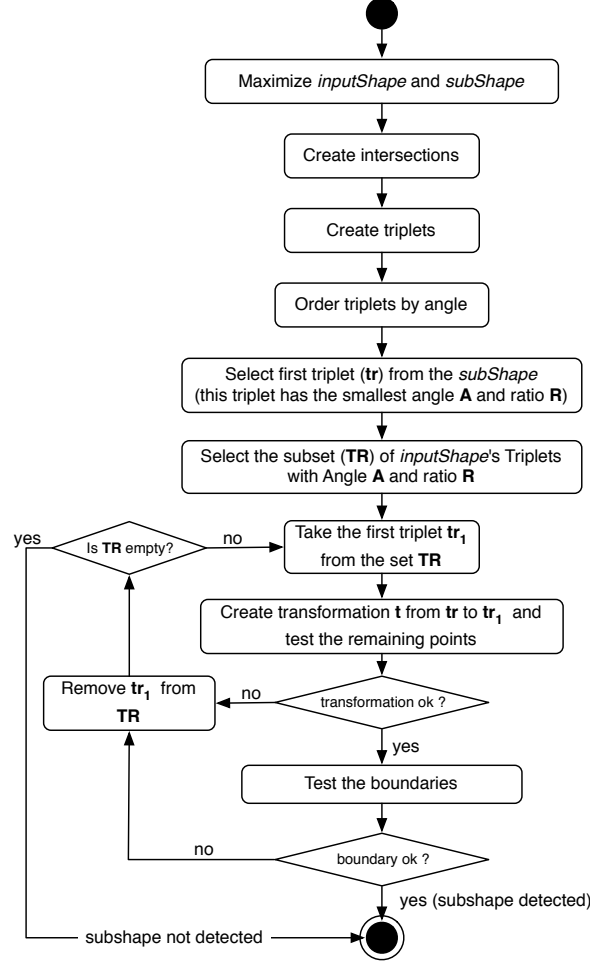 Maximize inputShape and subShape
Create intersections
Create triplets
Order triplets by angle
Select first triplet (tr) from the subShape
(this triplet has the smallest angle A and ratio R)
Select the subset (TR) of inputShape's Triplets
with Angle A and ratio R
yes
Is TR empty?
no
Take the first triplet tr1
from the set TR
Create transformation t from tr to tr1 and
test the remaining points
Remove tr1 from
TR
no
transformation ok ?
yes
Test the boundaries
no
boundary ok ?
yes (subshape detected)
subshape not detected